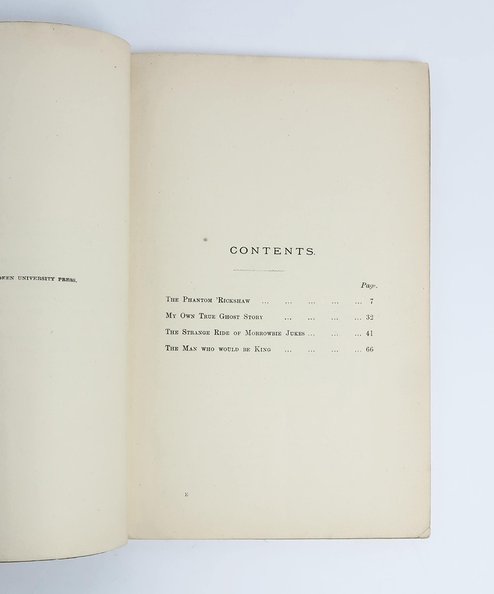 UNIVERSITY PRESS.
CONTENTS.
Page.
The Phantom 'Rickshaw ... ... ... ... ... 7
My Own True Ghost Story ... ... ... ... 32
The Strange Ride of Morrowbie Jukes ... ... ... 41
The Man who would be King ... ... ... ... 66